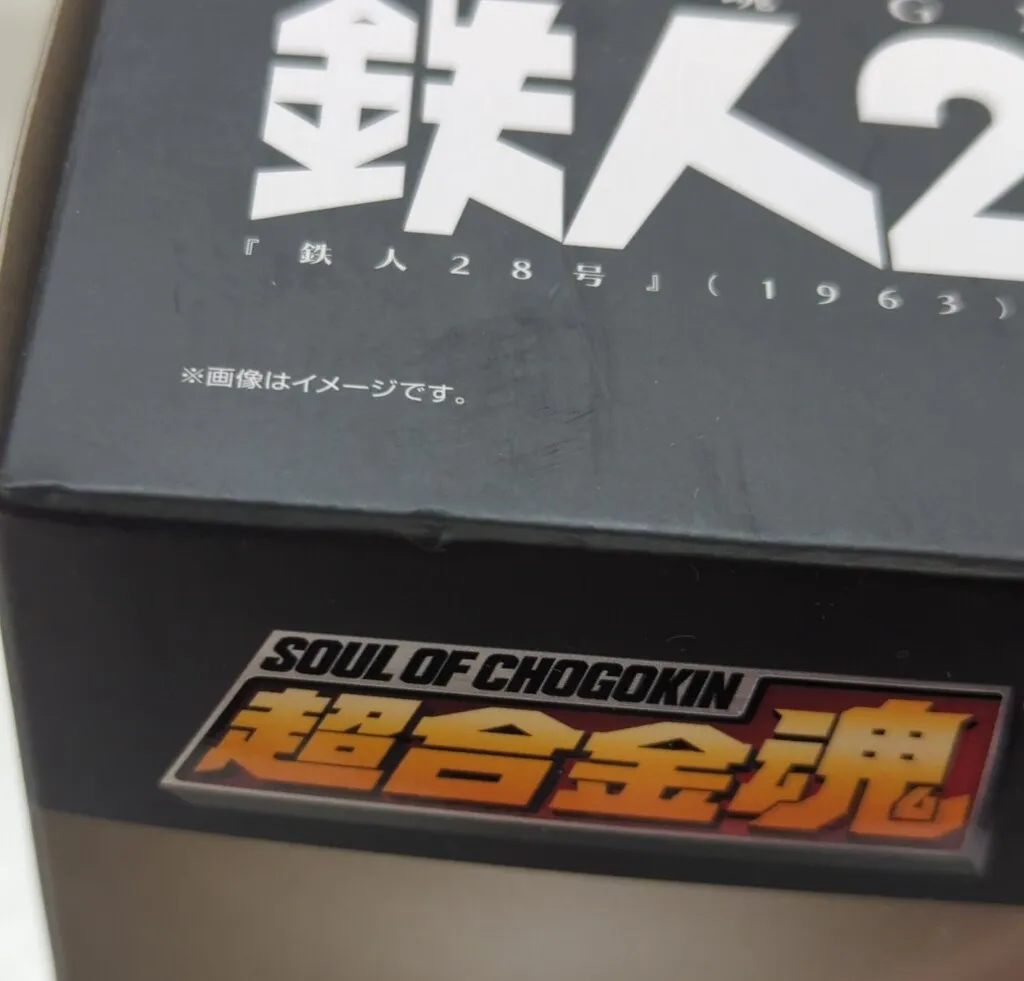 鉄人2
『鉄人28号』(1963)
※画像はイメージです。
SOUL OF CHOGOKIN
超合金魂